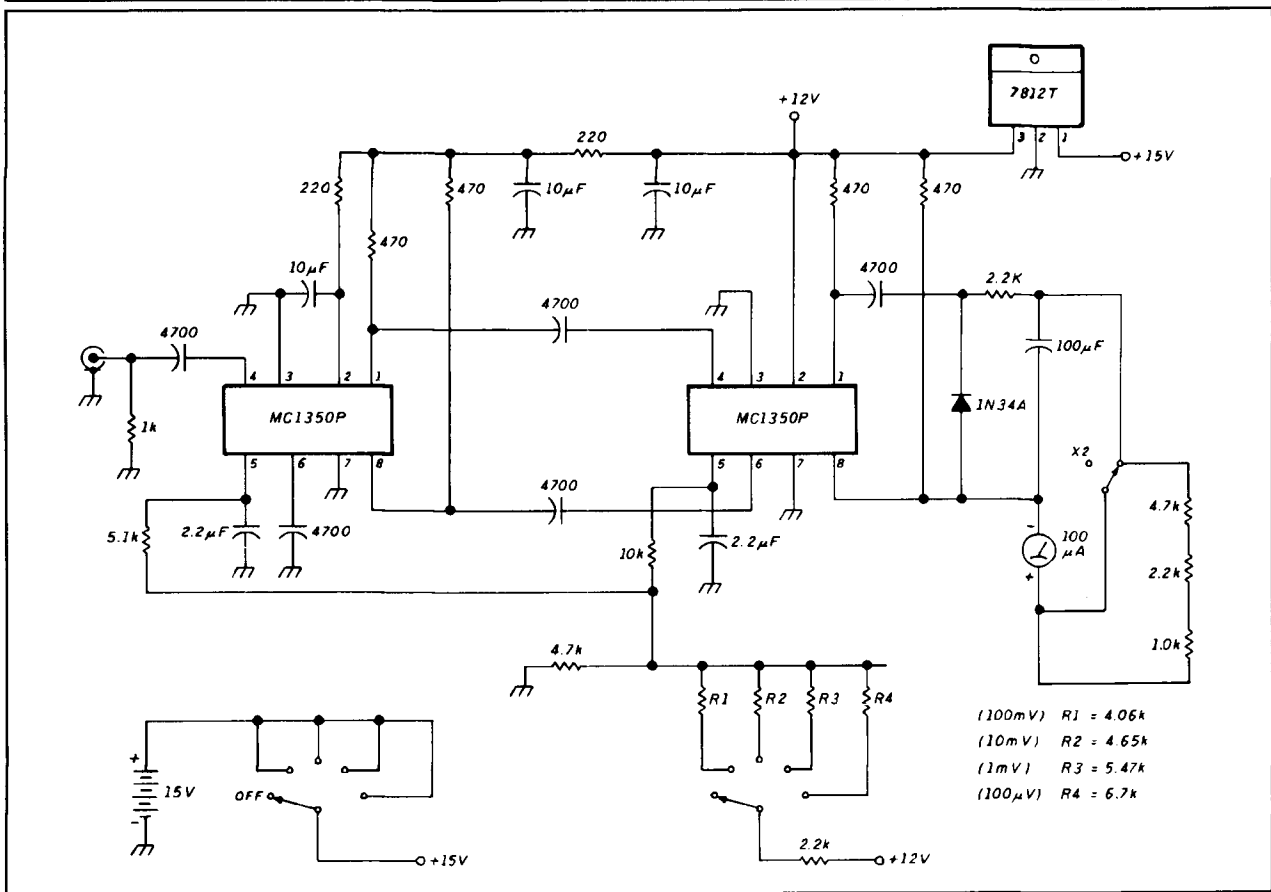 7812T
3 2 1
+15V
+12V
220
220
470
10μF
10μF
470
470
470
10μF
4700
4700
4700
2.2K
100μF
1N34A
1k
4 3 2 1
MC1350P
5 6 7 8
4 3 2 1
MC1350P
5 6 7 8
X2
4700
5.1k
2.2μF
4700
10k
2.2μF
-
100
μA
+
4.7k
2.2k
1.0k
4.7k
R1
R2
R3
R4
(100mV) R1 = 4.06k
(10mV) R2 = 4.65k
(1mV) R3 = 5.47k
(100μV) R4 = 6.7k
+
15V
-
OFF
+15V
2.2k
+12V